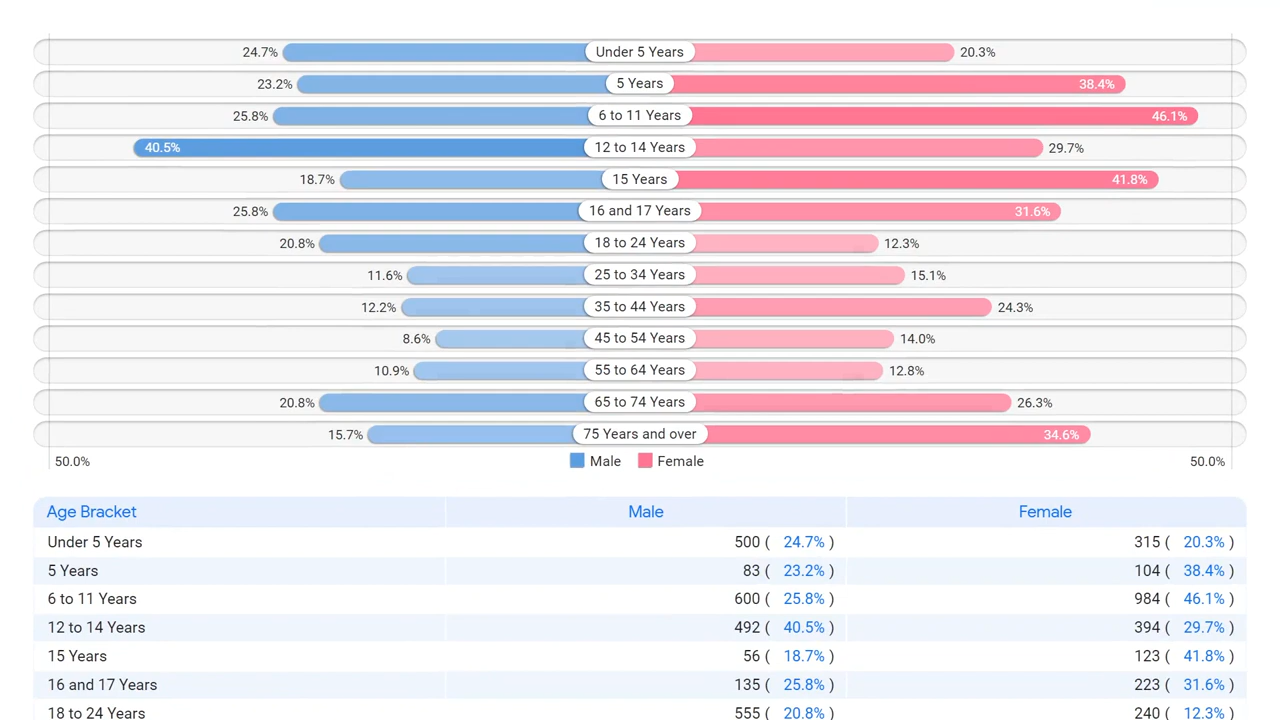 24.7% Under 5 Years 20.3%
23.2% 5 Years 38.4%
25.8% 6 to 11 Years 46.1%
40.5% 12 to 14 Years 29.7%
18.7% 15 Years 41.8%
25.8% 16 and 17 Years 31.6%
20.8% 18 to 24 Years 12.3%
11.6% 25 to 34 Years 15.1%
12.2% 35 to 44 Years 24.3%
8.6% 45 to 54 Years 14.0%
10.9% 55 to 64 Years 12.8%
20.8% 65 to 74 Years 26.3%
15.7% 75 Years and over 34.6%
50.0% Male Female 50.0%
Age Bracket Male Female
Under 5 Years 500 ( 24.7% ) 315 ( 20.3% )
5 Years 83 ( 23.2% ) 104 ( 38.4% )
6 to 11 Years 600 ( 25.8% ) 984 ( 46.1% )
12 to 14 Years 492 ( 40.5% ) 394 ( 29.7% )
15 Years 56 ( 18.7% ) 123 ( 41.8% )
16 and 17 Years 135 ( 25.8% ) 223 ( 31.6% )
18 to 24 Years 555 ( 20.8% ) 240 ( 12.3% )